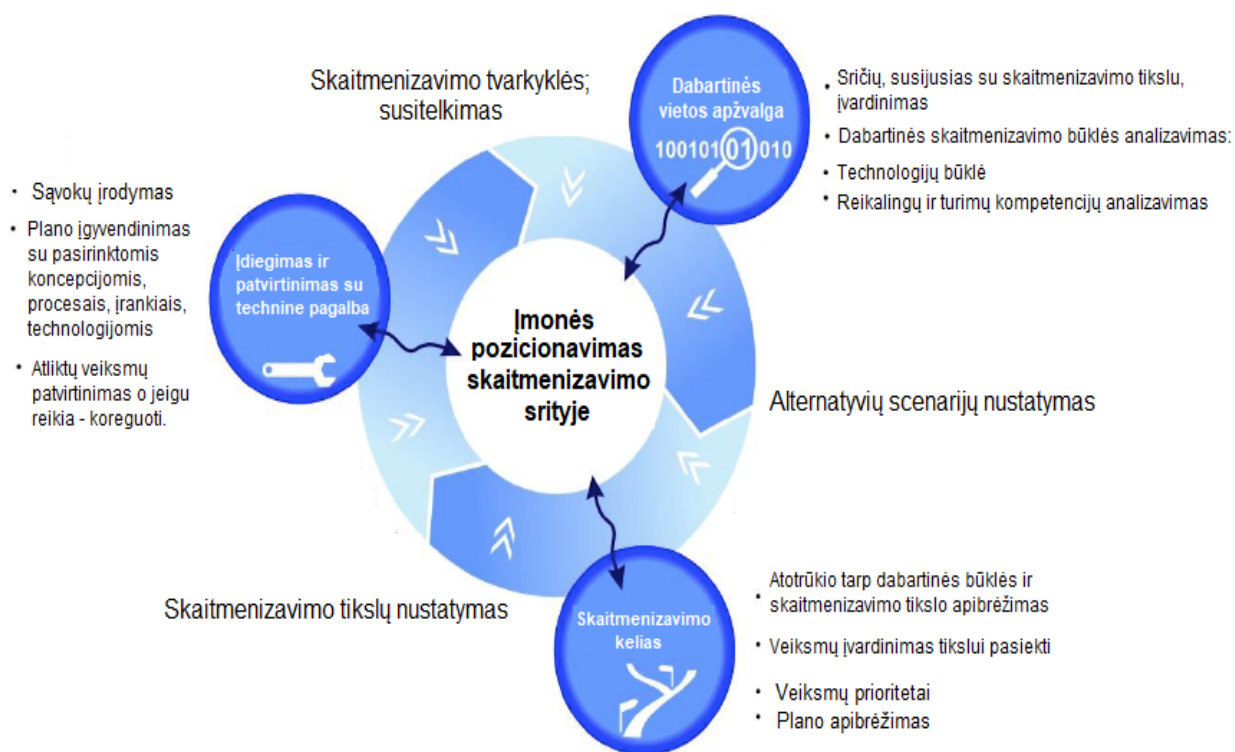 Skaitmenizavimo tvarkyklės;
susitelkimas
Dabartinės
vietos apžvalga
100101 01 010
• Sričių, susijusias su skaitmenizavimo tikslu,
įvardinimas
• Dabartinės skaitmenizavimo būklės analizavimas:
• Technologijų būklė
• Reikalingų ir turimų kompetencijų analizavimas
• Sąvokų įrodymas
• Plano įgyvendinimas
su pasirinktomis
koncepcijomis,
procesais, įrankiais,
technologijomis
• Atliktų veiksmų
patvirtinimas o jeigu
reikia - koreguoti.
Įdiegimas ir
patvirtinimas su
technine pagalba
Įmonės
pozicionavimas
skaitmenizavimo
srityje
Alternatyvių scenarijų nustatymas
Skaitmenizavimo tikslų nustatymas
Skaitmenizavimo
kelias
• Atotrūkio tarp dabartinės būklės ir
skaitmenizavimo tikslo apibrėžimas
• Veiksmų įvardinimas tikslui pasiekti
• Veiksmų prioritetai
• Plano apibrėžimas